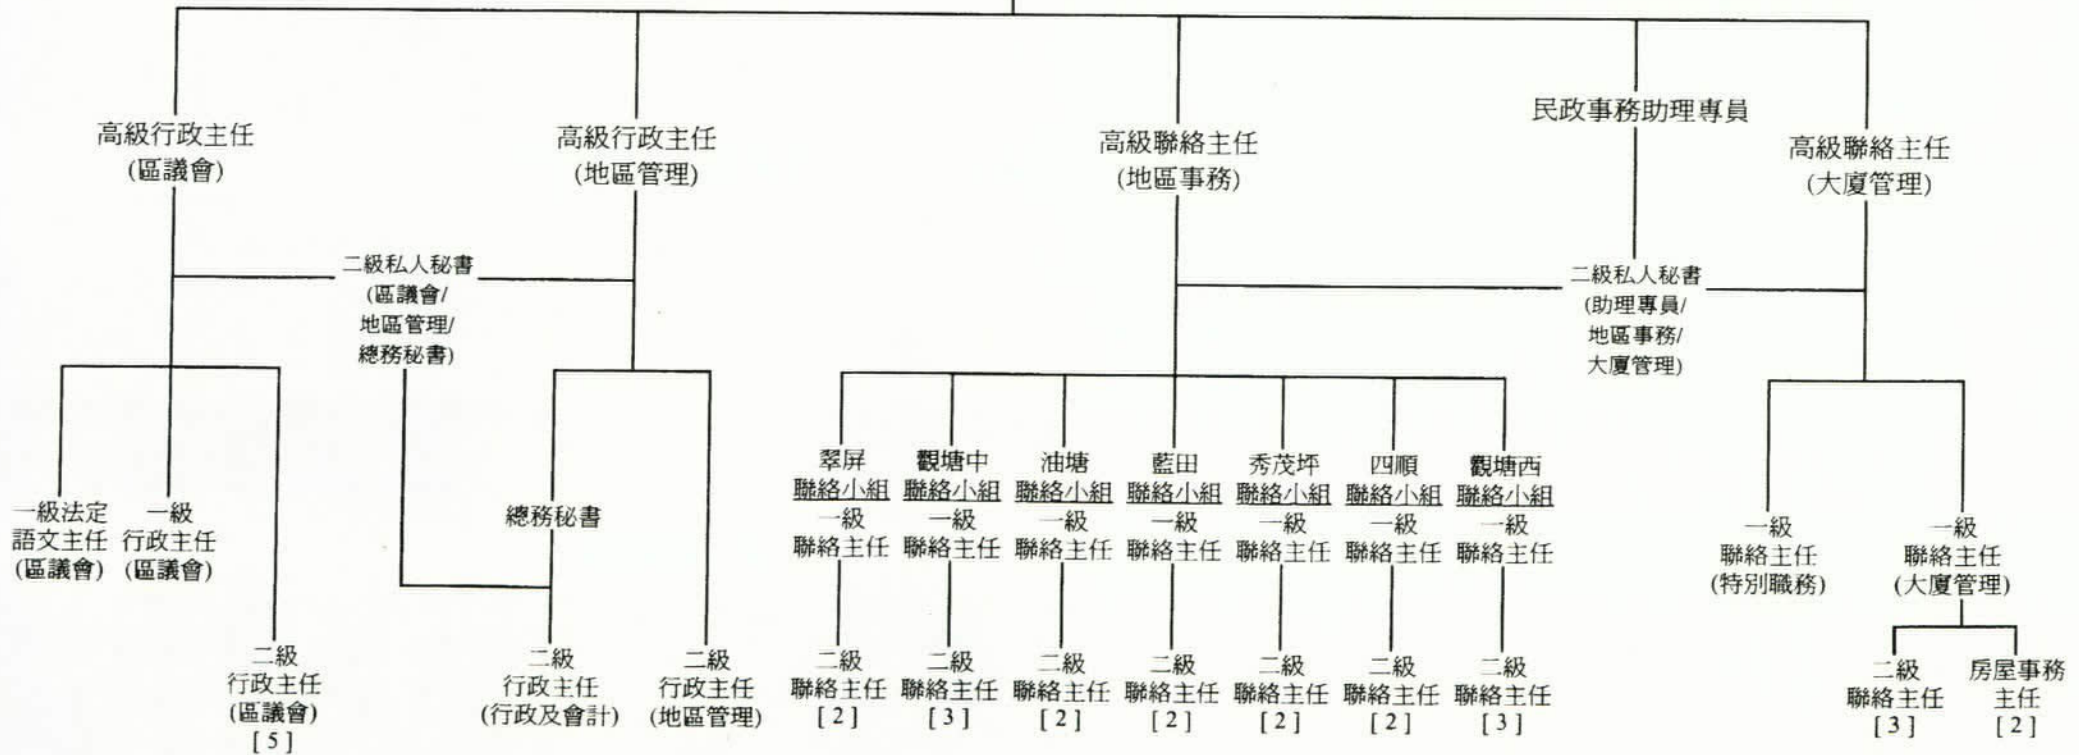 高級行政主任
(區議會)
高級行政主任
(地區管理)
高級聯絡主任
(地區事務)
民政事務助理專員
高級聯絡主任
(大廈管理)
二級私人秘書
(區議會/
地區管理/
總務秘書)
二級私人秘書
(助理專員/
地區事務/
大廈管理)
一級法定
語文主任
(區議會)
一級
行政主任
(區議會)
二級
行政主任
(區議會)
[ 5 ]
總務秘書
二級
行政主任
(行政及會計)
二級
行政主任
(地區管理)
翠屏
聯絡小組
一級
聯絡主任
二級
聯絡主任
[ 2 ]
觀塘中
聯絡小組
一級
聯絡主任
二級
聯絡主任
[ 3 ]
油塘
聯絡小組
一級
聯絡主任
二級
聯絡主任
[ 2 ]
藍田
聯絡小組
一級
聯絡主任
二級
聯絡主任
[ 2 ]
秀茂坪
聯絡小組
一級
聯絡主任
二級
聯絡主任
[ 2 ]
四順
聯絡小組
一級
聯絡主任
二級
聯絡主任
[ 2 ]
觀塘西
聯絡小組
一級
聯絡主任
二級
聯絡主任
[ 3 ]
一級
聯絡主任
(特別職務)
一級
聯絡主任
(大廈管理)
二級
聯絡主任
[ 3 ]
房屋事務
主任
[ 2 ]